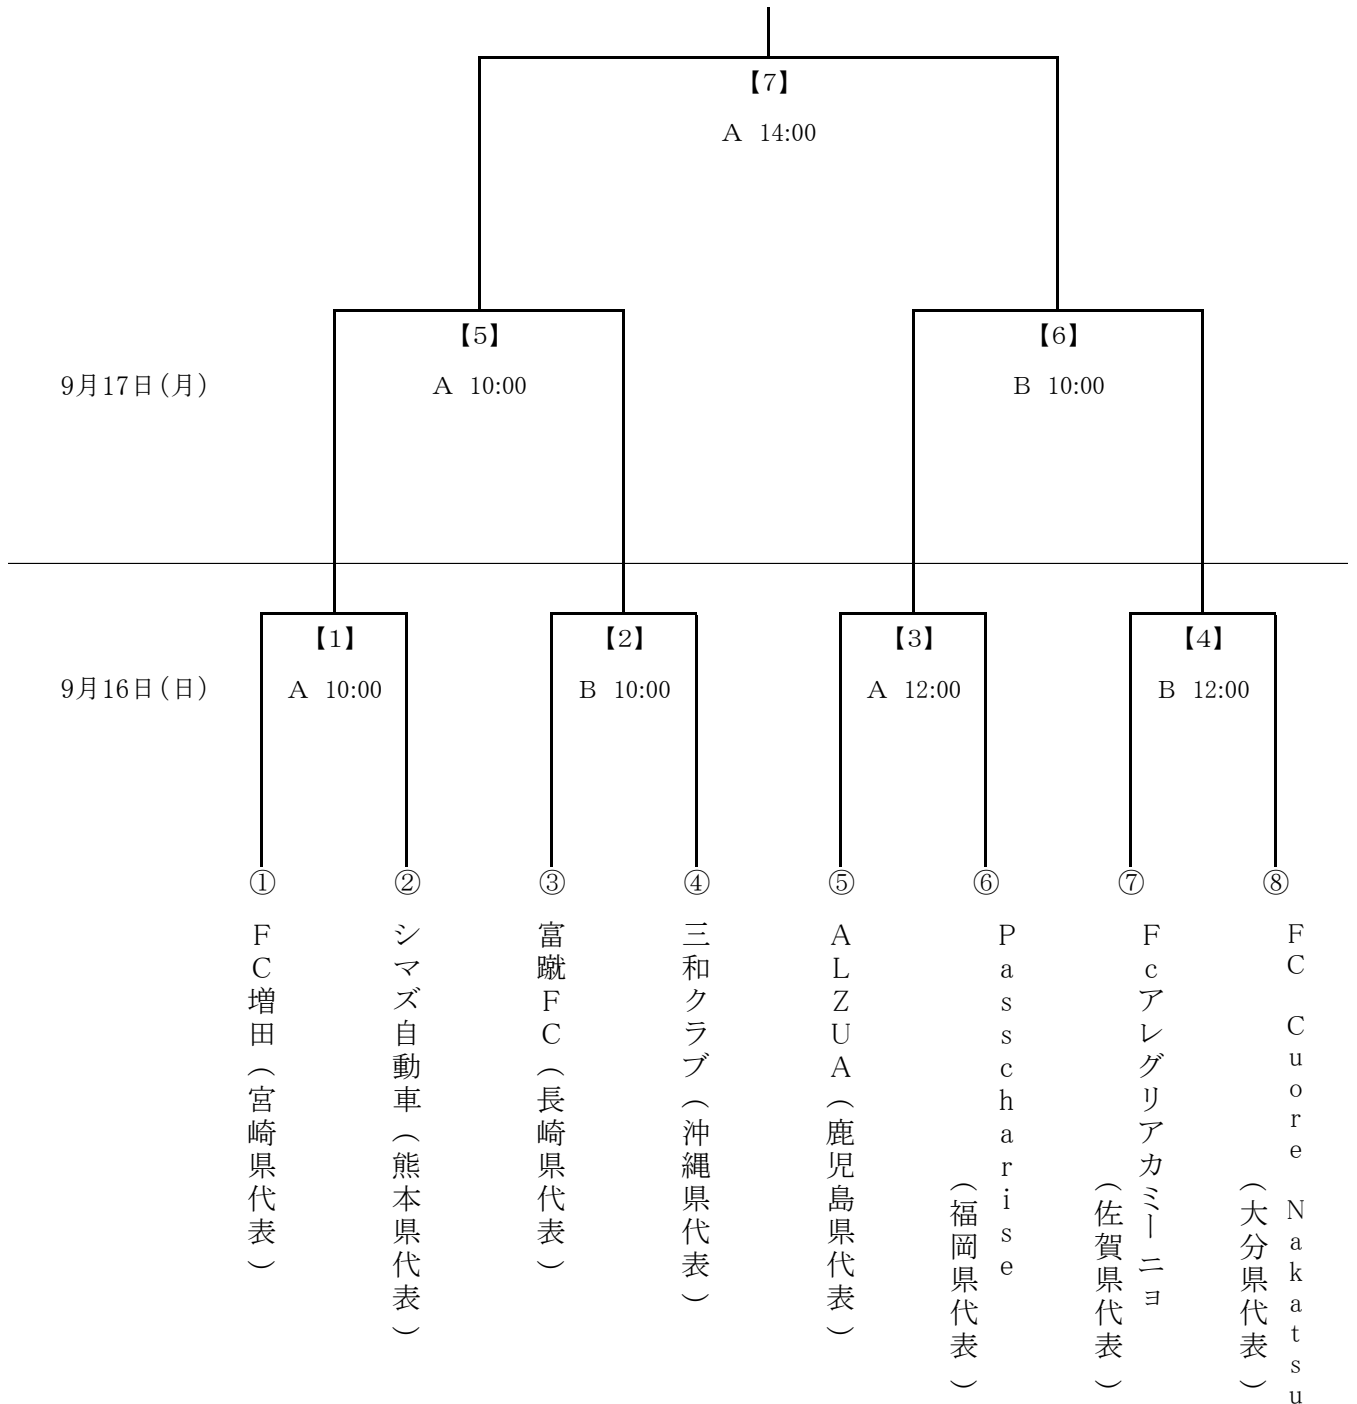 【7】
A 14:00
【5】
【6】
9月17日(月)
A 10:00
B 10:00
【1】
【2】
【3】
【4】
9月16日(日)
A 10:00
B 10:00
A 12:00
B 12:00
①
②
③
④
⑤
⑥
⑦
⑧
FC増田(宮崎県代表)
シマズ自動車(熊本県代表)
富蹴FC(長崎県代表)
三和クラブ(沖縄県代表)
ALZUA(鹿児島県代表)
Passcharise
(福岡県代表)
Fcアレグリアカミーニョ
(佐賀県代表)
FC Cuore Nakatsu
(大分県代表)